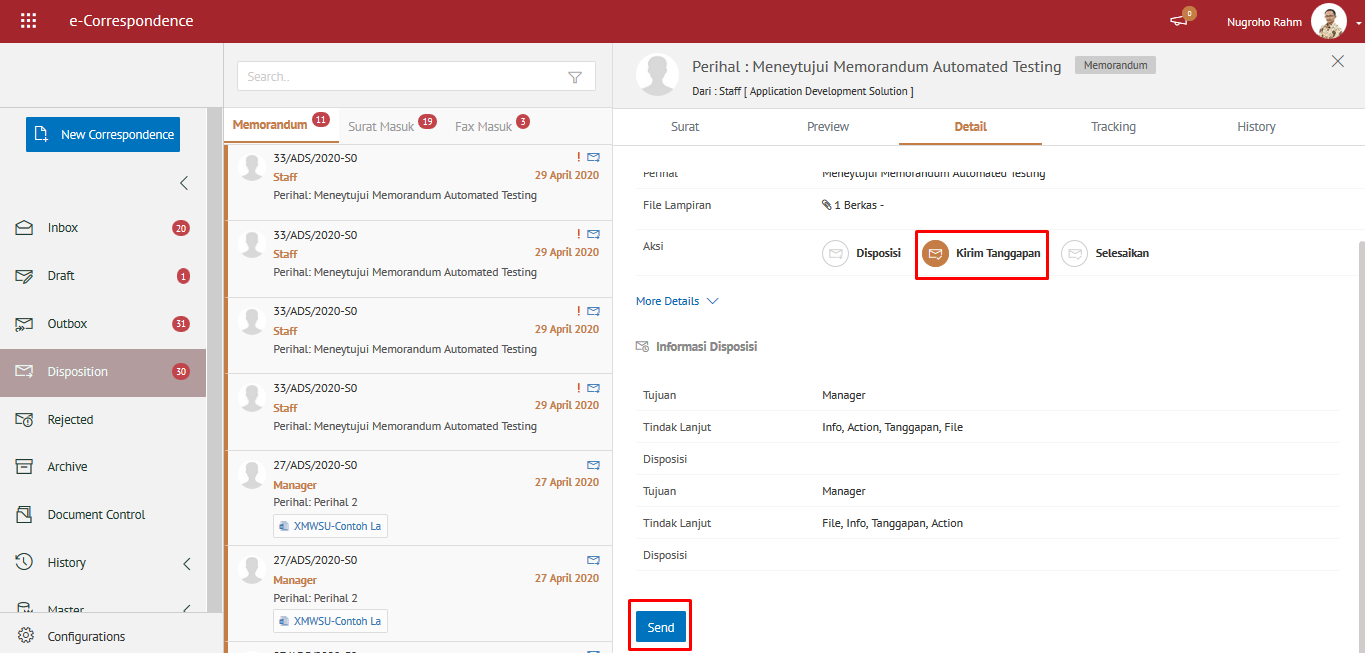 e-Correspondence
0
Nugroho Rahm
New Correspondence
Inbox
20
Draft
1
Outbox
31
Disposition
30
Rejected
Archive
Document Control
History
Master
Configurations
Search..
Memorandum 11
Surat Masuk 19
Fax Masuk 3
33/ADS/2020-S0
Staff
29 April 2020
Perihal: Meneytujui Memorandum Automated Testing
33/ADS/2020-S0
Staff
29 April 2020
Perihal: Meneytujui Memorandum Automated Testing
33/ADS/2020-S0
Staff
29 April 2020
Perihal: Meneytujui Memorandum Automated Testing
33/ADS/2020-S0
Staff
29 April 2020
Perihal: Meneytujui Memorandum Automated Testing
27/ADS/2020-S0
Manager
27 April 2020
Perihal: Perihal 2
XMWSU-Contoh La
27/ADS/2020-S0
Manager
27 April 2020
Perihal: Perihal 2
XMWSU-Contoh La
Perihal : Meneytujui Memorandum Automated Testing
Memorandum
Dari : Staff [ Application Development Solution ]
Surat
Preview
Detail
Tracking
History
Perihal
Meneytujui Memorandum Automated Testing
File Lampiran
1 Berkas -
Aksi
Disposisi
Kirim Tanggapan
Selesaikan
More Details
Informasi Disposisi
Tujuan
Manager
Tindak Lanjut
Info, Action, Tanggapan, File
Disposisi
Tujuan
Manager
Tindak Lanjut
File, Info, Tanggapan, Action
Disposisi
Send